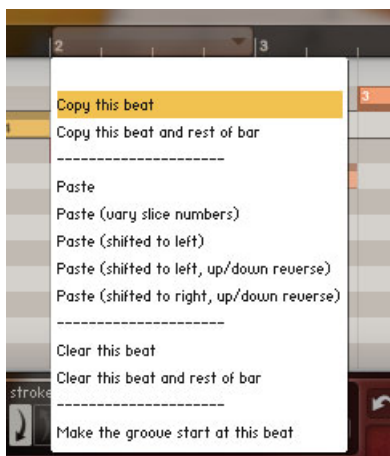 2
3
3
4
Copy this beat
Copy this beat and rest of bar
---------------------
Paste
Paste (vary slice numbers)
Paste (shifted to left)
Paste (shifted to left, up/down reverse)
Paste (shifted to right, up/down reverse)
---------------------
Clear this beat
Clear this beat and rest of bar
stroke
---------------------
Make the groove start at this beat